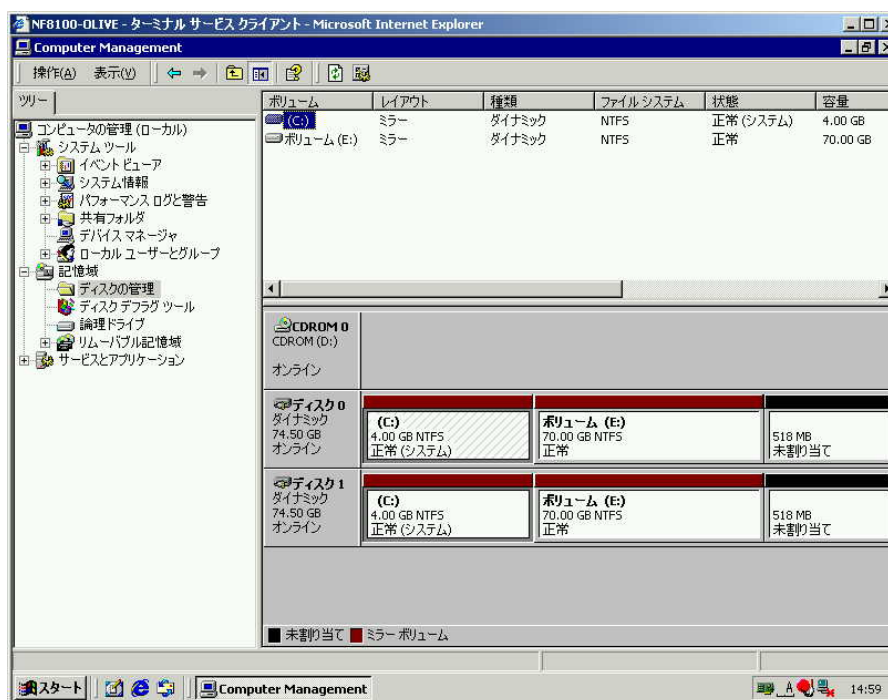 NF8100-OLIVE - ターミナル サービス クライアント - Microsoft Internet Explorer
Computer Management
操作(A) 表示(V)
ツリー
コンピュータの管理 (ローカル)
システム ツール
イベント ビューア
システム情報
パフォーマンス ログと警告
共有フォルダ
デバイス マネージャ
ローカル ユーザーとグループ
記憶域
ディスクの管理
ディスク デフラグ ツール
論理ドライブ
リムーバブル記憶域
サービスとアプリケーション
ボリューム レイアウト 種類 ファイル システム 状態 容量
(C:) ミラー ダイナミック NTFS 正常 (システム) 4.00 GB
ボリューム (E:) ミラー ダイナミック NTFS 正常 70.00 GB
CDROM 0
CDROM (D:)
オンライン
ディスク 0
ダイナミック
74.50 GB
オンライン
(C:)
4.00 GB NTFS
正常 (システム)
ボリューム (E:)
70.00 GB NTFS
正常
518 MB
未割り当て
ディスク 1
ダイナミック
74.50 GB
オンライン
(C:)
4.00 GB NTFS
正常 (システム)
ボリューム (E:)
70.00 GB NTFS
正常
518 MB
未割り当て
未割り当て ミラー ボリューム
スタート Computer Management A 14:59